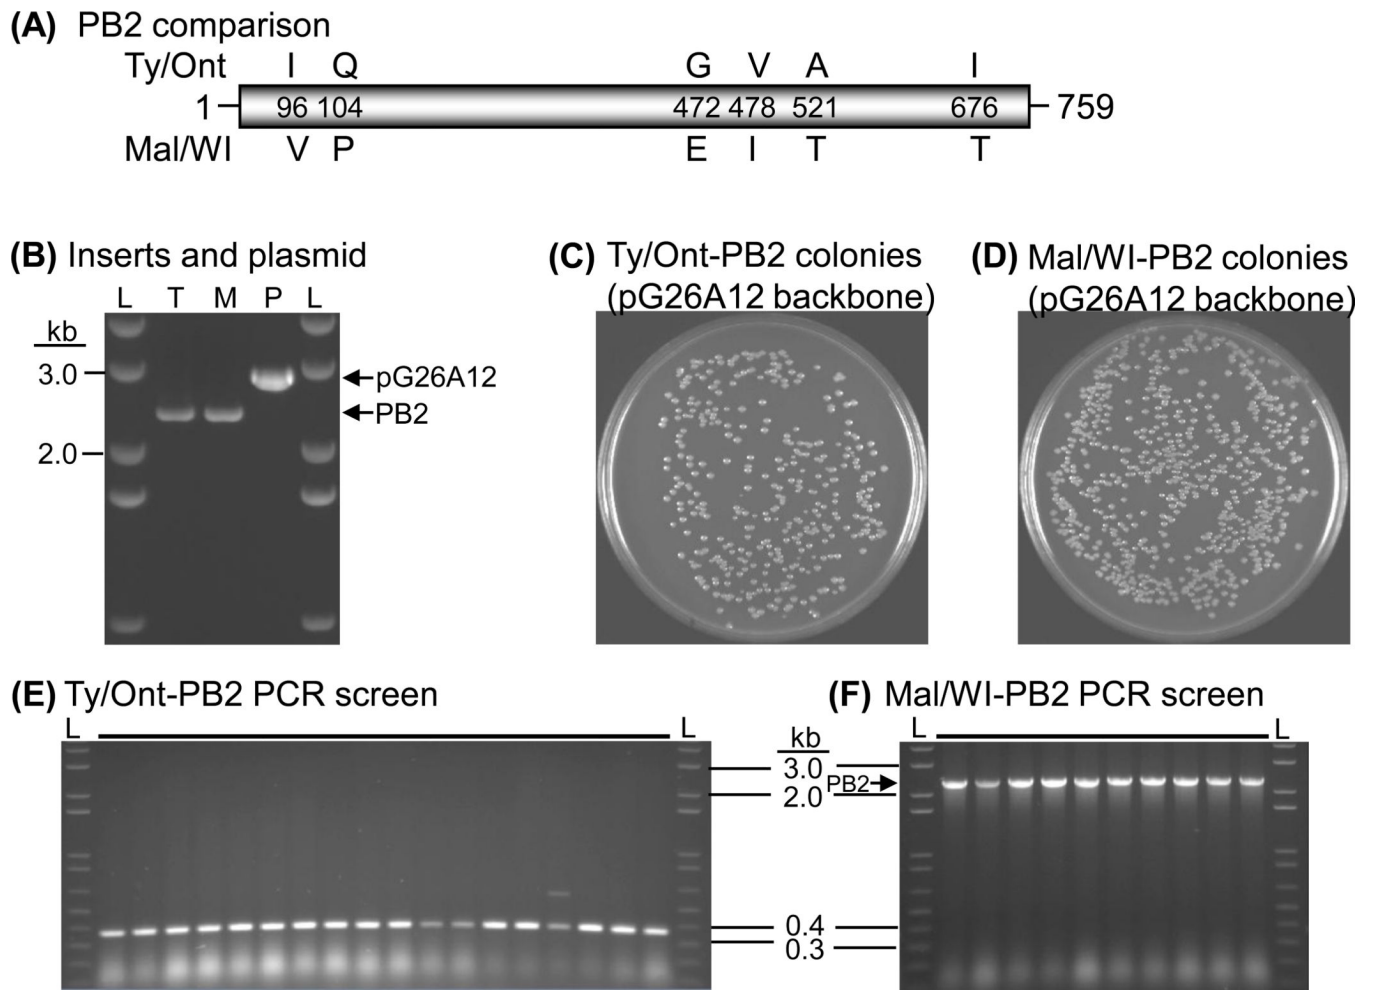 (A) PB2 comparison
Ty/Ont I Q G V A I
1 96 104 472 478 521 676 759
Mal/WI V P E I T T
(B) Inserts and plasmid
L T M P L
kb
3.0
2.0
pG26A12
PB2
(C) Ty/Ont-PB2 colonies
(pG26A12 backbone)
(D) Mal/WI-PB2 colonies
(pG26A12 backbone)
(E) Ty/Ont-PB2 PCR screen
L L
kb
3.0
PB2
2.0
0.4
0.3
(F) Mal/WI-PB2 PCR screen
L L